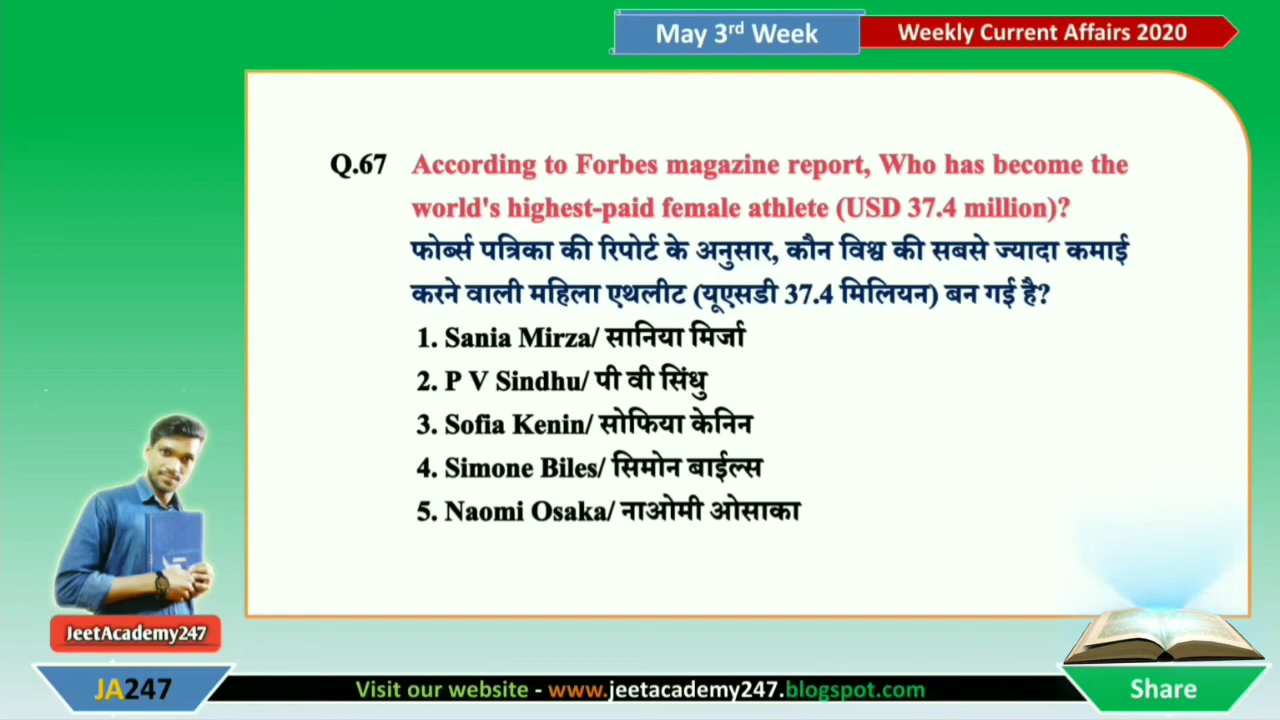 May 3rd Week
Weekly Current Affairs 2020
Q.67 According to Forbes magazine report, Who has become the
world's highest-paid female athlete (USD 37.4 million)?
फोर्ब्स पत्रिका की रिपोर्ट के अनुसार, कौन विश्व की सबसे ज्यादा कमाई
करने वाली महिला एथलीट (यूएसडी 37.4 मिलियन) बन गई है?
1. Sania Mirza/ सानिया मिर्जा
2. P V Sindhu/ पी वी सिंधु
3. Sofia Kenin/ सोफिया केनिन
4. Simone Biles/ सिमोन बाईल्स
5. Naomi Osaka/ नाओमी ओसाका
JeetAcademy247
JA247
Visit our website - www.jeetacademy247.blogspot.com
Share